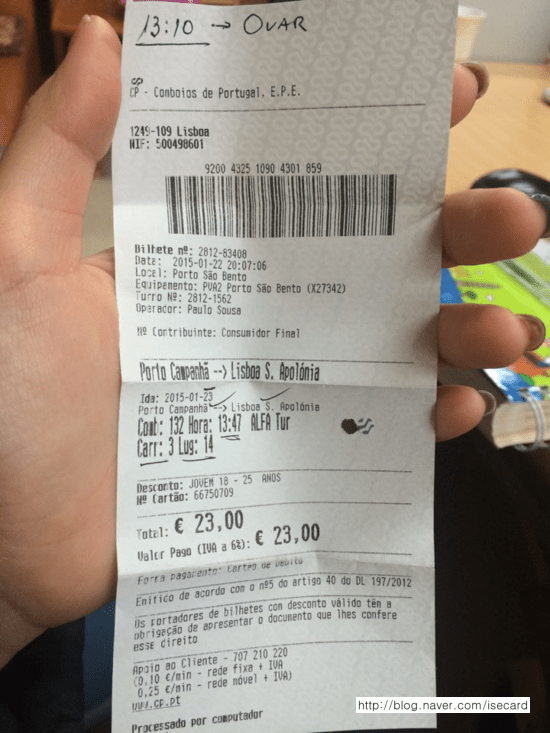 13:10 → OVAR
CP - Comboios de Portugal, E.P.E.
1249-109 Lisboa
NIF: 500498601
9200 4325 1090 4301 859
Bilhete nº: 2812-83408
Date: 2015-01-22 20:07:06
Local: Porto São Bento
Equipamento: PVA2 Porto São Bento (X27342)
Turno Nº: 2812-1562
Operador: Paulo Sousa
Nº Contribuinte: Consumidor Final
Porto Campanhã --> Lisboa S. Apolónia
Ida: 2015-01-23
Porto Campanhã --> Lisboa S. Apolónia
Comb: 132 Hora: 13:47 ALFA Tur
Carr: 3 Lug: 14
Desconto: JOVEM 18 - 25 ANOS
Nº Cartão: 66750709
Total: € 23,00
Valor Pago (IVA a 6%): € 23,00
Forma pagamento: Cartão de Débito
Emitido de acordo com o nº5 do artigo 40 do DL 197/2012
Os portadores de bilhetes com desconto válido têm a
obrigação de apresentar o documento que lhes confere
esse direito
Apoio ao Cliente - 707 210 220
(0,10 €/min - rede fixa + IVA
0,25 €/min - rede móvel + IVA)
www.cp.pt
Processado por computador
http://blog.naver.com/isecard